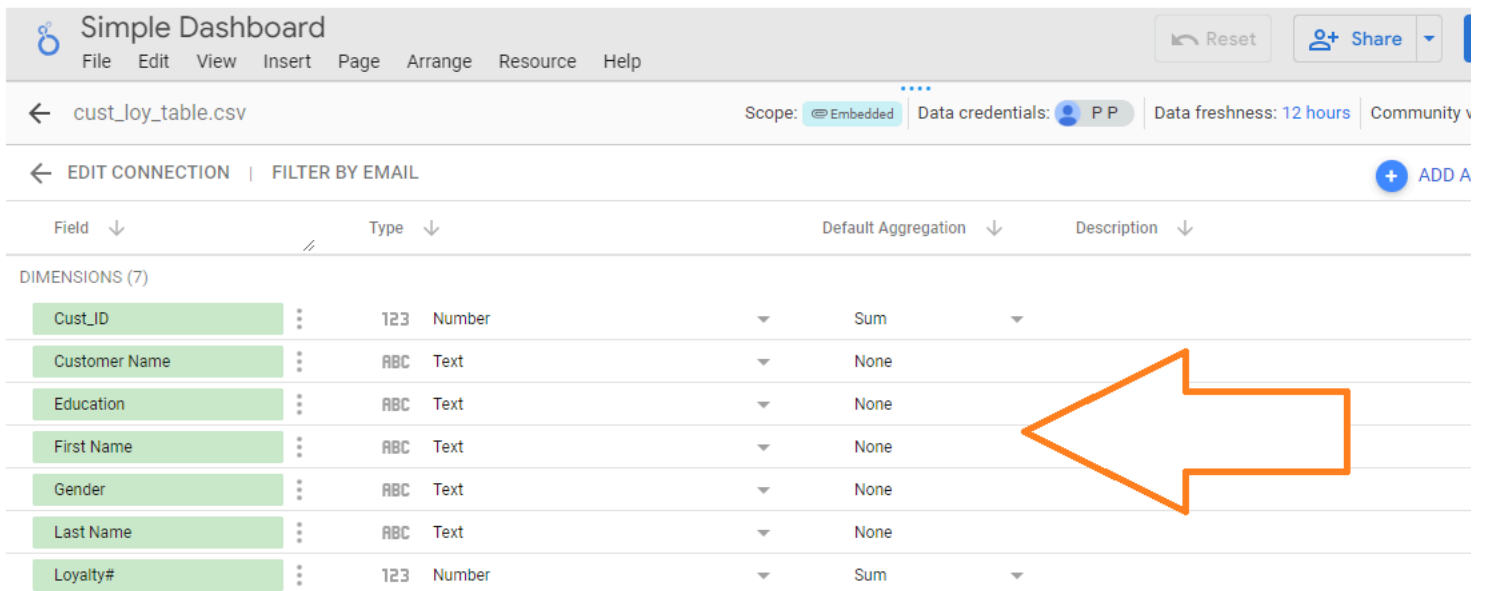 Simple Dashboard
Reset
Share
File Edit View Insert Page Arrange Resource Help
cust_loy_table.csv
Scope: Embedded Data credentials: P P Data freshness: 12 hours Community v
EDIT CONNECTION | FILTER BY EMAIL
ADD A
Field Type Default Aggregation Description
DIMENSIONS (7)
Cust_ID 123 Number Sum
Customer Name ABC Text None
Education ABC Text None
First Name ABC Text None
Gender ABC Text None
Last Name ABC Text None
Loyalty# 123 Number Sum